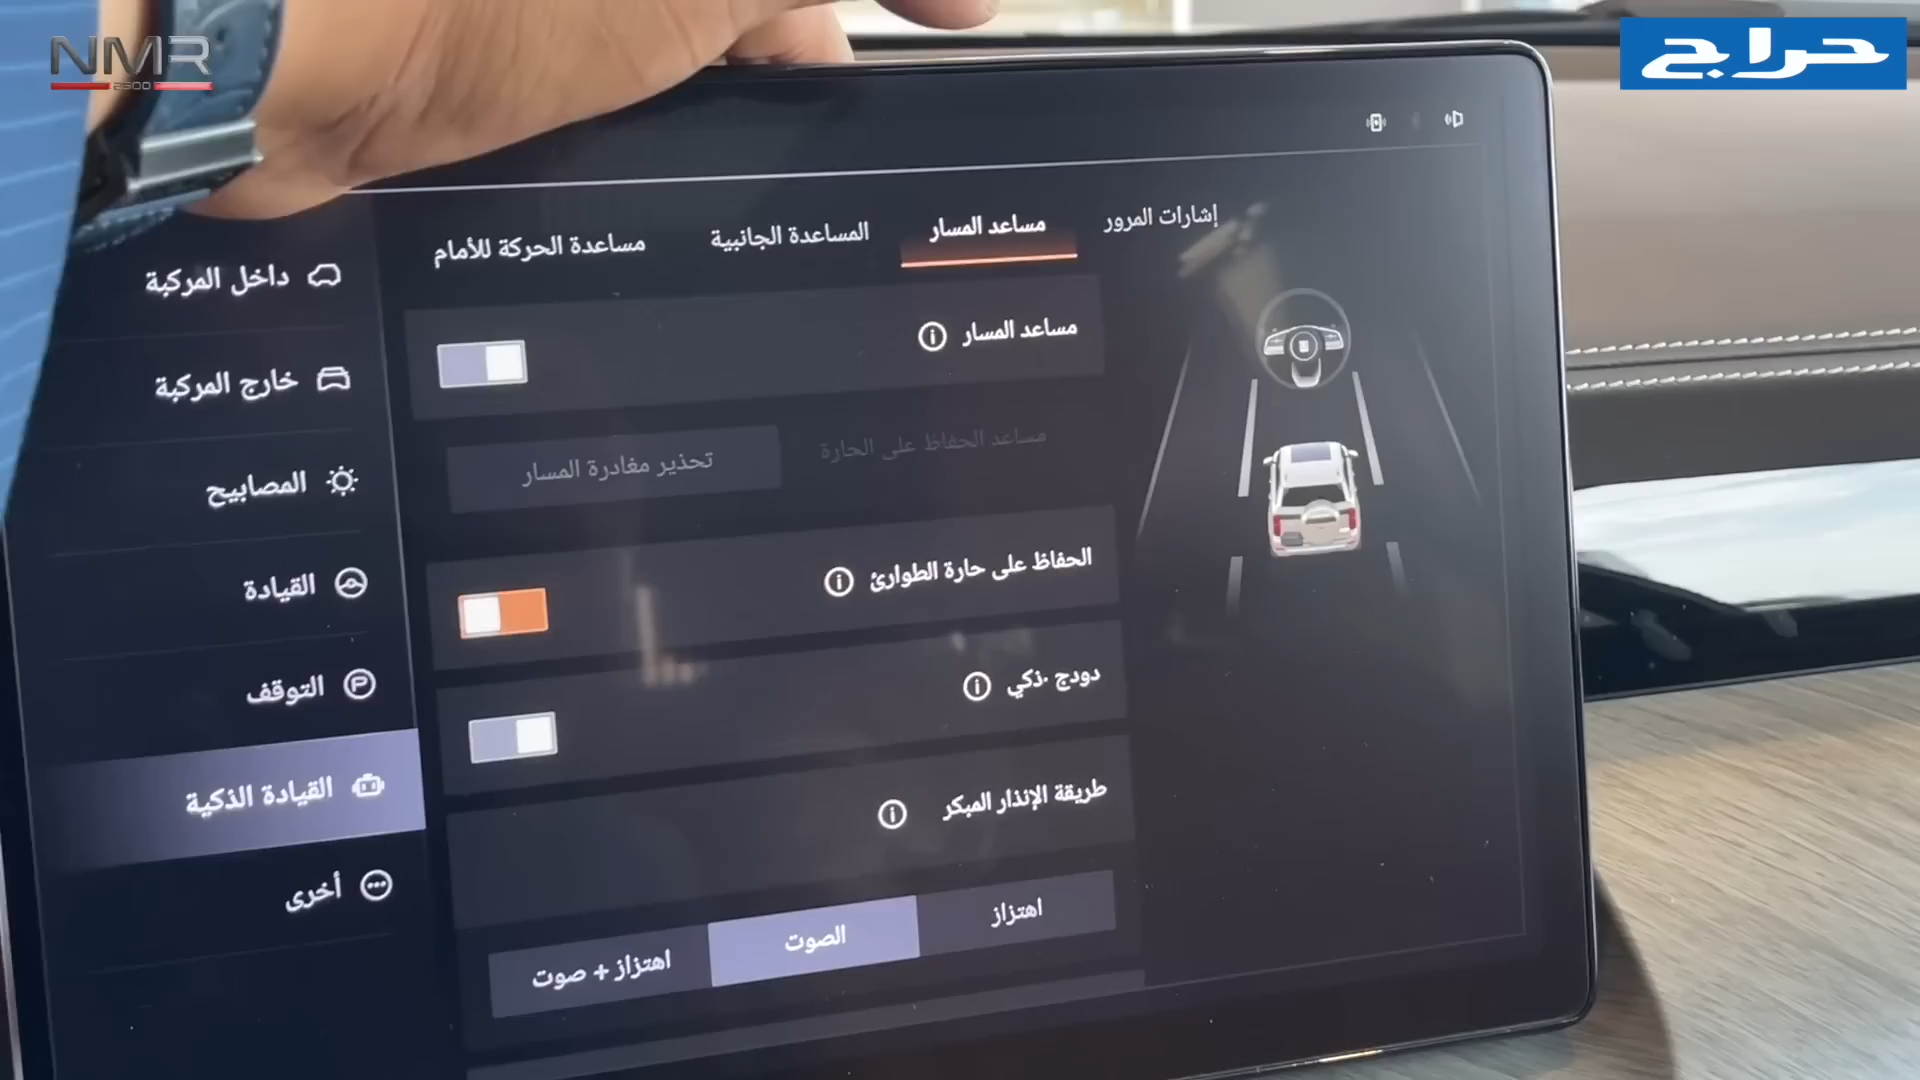 NMR
2500
حراج
إشارات المرور
مساعد المسار
المساعدة الجانبية
مساعدة الحركة للأمام
داخل المركبة
خارج المركبة
المصابيح
القيادة
التوقف
القيادة الذكية
أخرى
مساعد المسار
مساعد الحفاظ على الحارة
تحذير مغادرة المسار
الحفاظ على حارة الطوارئ
دودج ·ذكي
طريقة الإنذار المبكر
اهتزاز
الصوت
اهتزاز + صوت